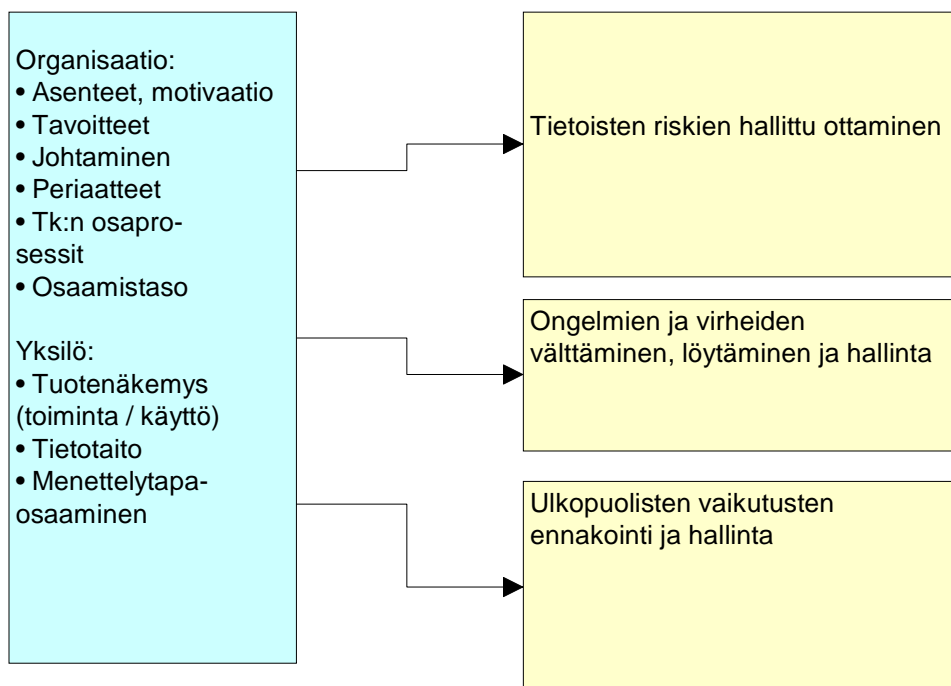 Organisaatio:
• Asenteet, motivaatio
• Tavoitteet
• Johtaminen
• Periaatteet
• Tk:n osapro-
sessit
• Osaamistaso
Yksilö:
• Tuotenäkemys
(toiminta / käyttö)
• Tietotaito
• Menettelytapa-
osaaminen
Tietoisten riskien hallittu ottaminen
Ongelmien ja virheiden
välttäminen, löytäminen ja hallinta
Ulkopuolisten vaikutusten
ennakointi ja hallinta